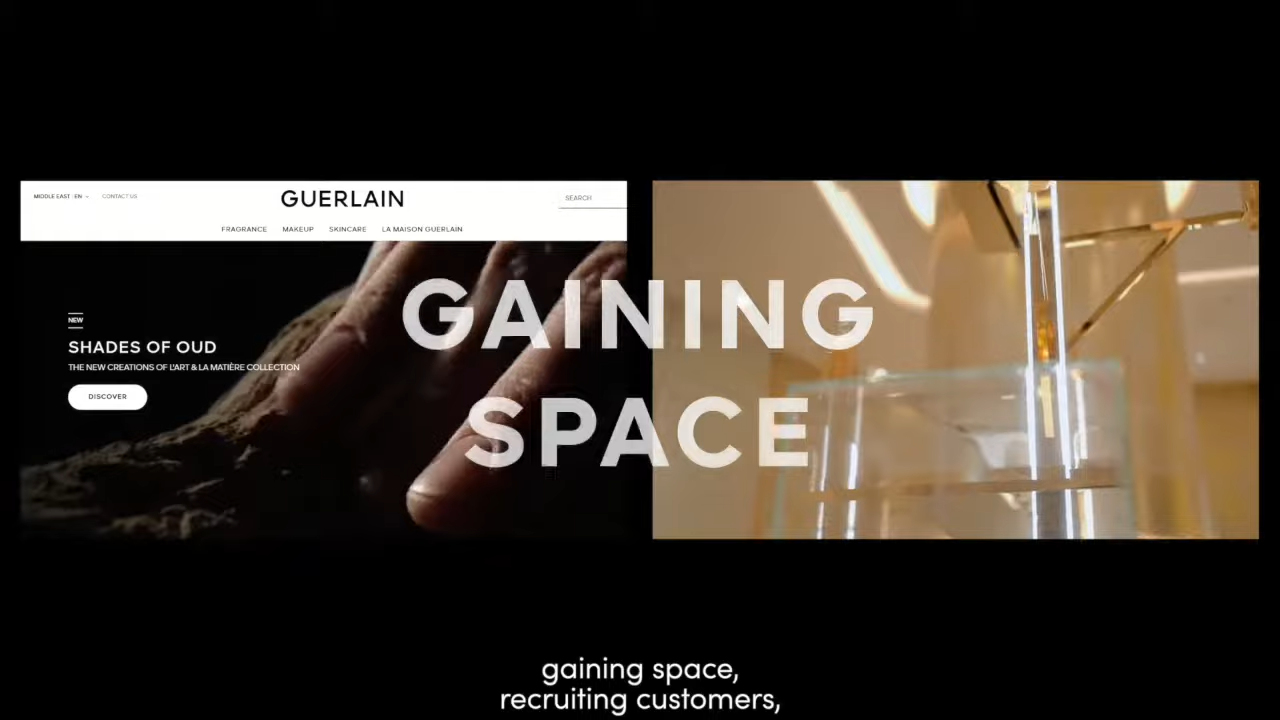 MIDDLE EAST | EN
CONTACT US
GUERLAIN
SEARCH
FRAGRANCE MAKEUP SKINCARE LA MAISON GUERLAIN
NEW
SHADES OF OUD
THE NEW CREATIONS OF L'ART & LA MATIÈRE COLLECTION
DISCOVER
GAINING
SPACE
gaining space,
recruiting customers,